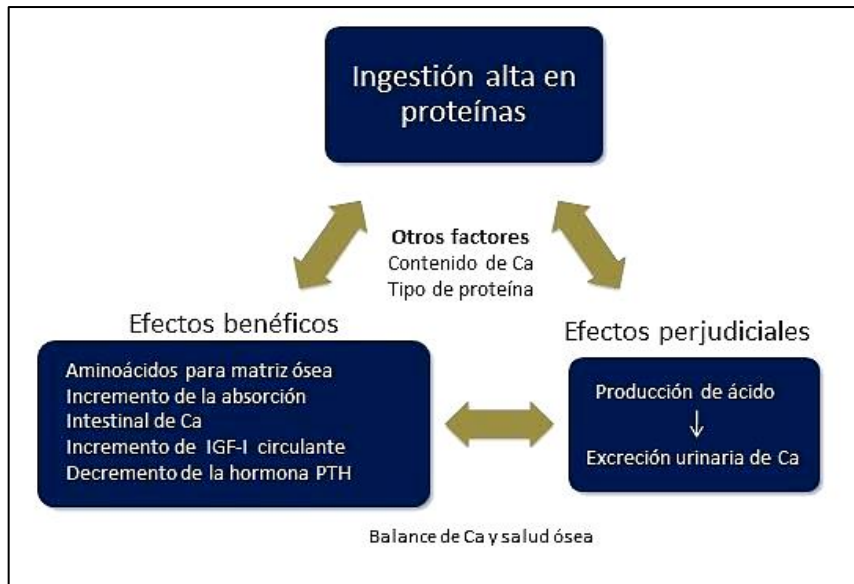 Ingestión alta en
proteínas
Otros factores
Contenido de Ca
Tipo de proteína
Efectos benéficos
Aminoácidos para matriz ósea
Incremento de la absorción
Intestinal de Ca
Incremento de IGF-I circulante
Decremento de la hormona PTH
Efectos perjudiciales
Producción de ácido
↓
Excreción urinaria de Ca
Balance de Ca y salud ósea